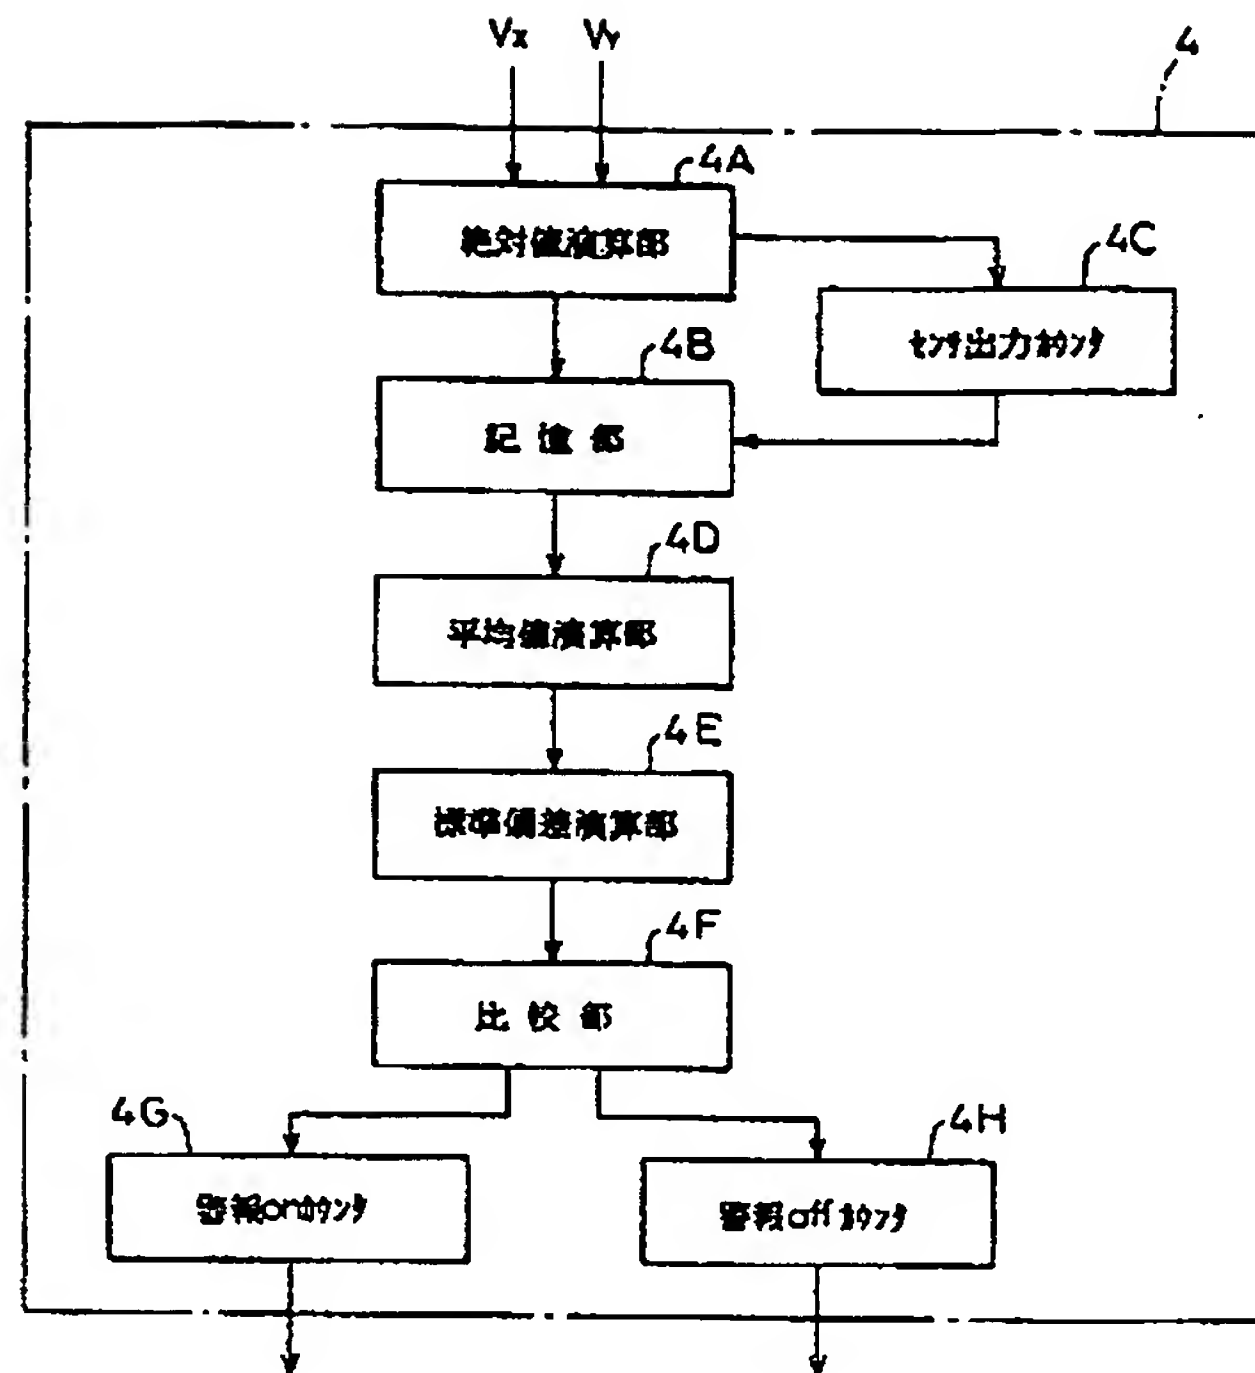 Vx Vy
4
4A
絶対値演算部
4C
センサ出力カウンタ
4B
記憶部
4D
平均値演算部
4E
標準偏差演算部
4F
比較部
4G
警報onカウンタ
4H
警報offカウンタ